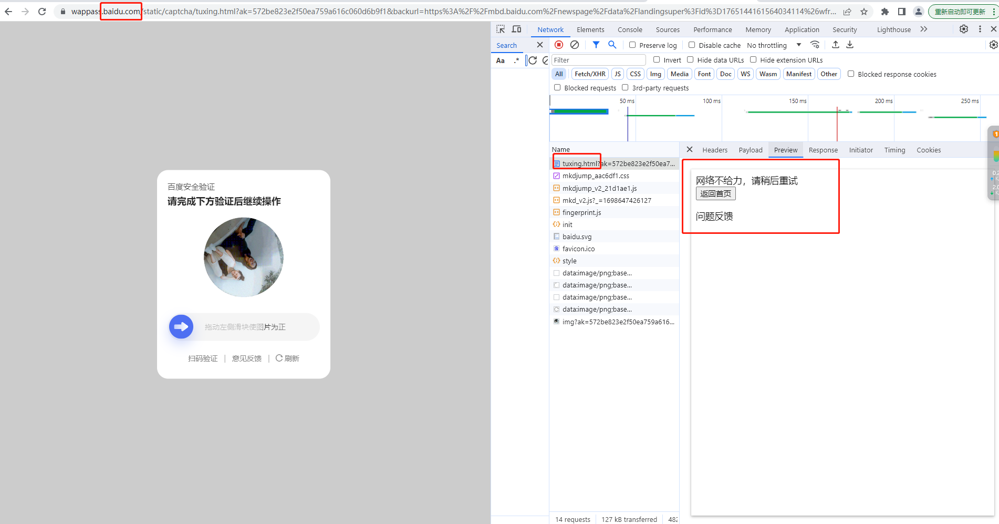 wappass.baidu.com/static/captcha/tuxing.html?ak=572be823e2f50ea759a616c060d6b9f1&backurl=https%3A%2F%2Fmbd.baidu.com%2Fnewspage%2Fdata%2Flandingsuper%3Fid%3D1765144161564034114%26wfr...
重新启动即可更新
百度安全验证
请完成下方验证后继续操作
拖动左侧滑块使图片为正
扫码验证 | 意见反馈 | 刷新
Network Elements Console Sources Performance Memory Application Security Lighthouse
Search
Preserve log Disable cache No throttling
Aa .*
Filter Invert Hide data URLs Hide extension URLs
All Fetch/XHR JS CSS Img Media Font Doc WS Wasm Manifest Other Blocked response cookies
Blocked requests 3rd-party requests
50 ms 100 ms 150 ms 200 ms 250 ms
Name
Headers Payload Preview Response Initiator Timing Cookies
tuxing.html?ak=572be823e2f50ea7...
mkdjump_aac6df1.css
mkdjump_v2_21d1ae1.js
mkd_v2.js?_=1698647426127
fingerprint.js
init
baidu.svg
favicon.ico
style
data:image/png;base...
data:image/png;base...
data:image/png;base...
data:image/png;base...
img?ak=572be823e2f50ea759a616...
网络不给力，请稍后重试
返回首页
问题反馈
1
14 requests 127 kB transferred 482